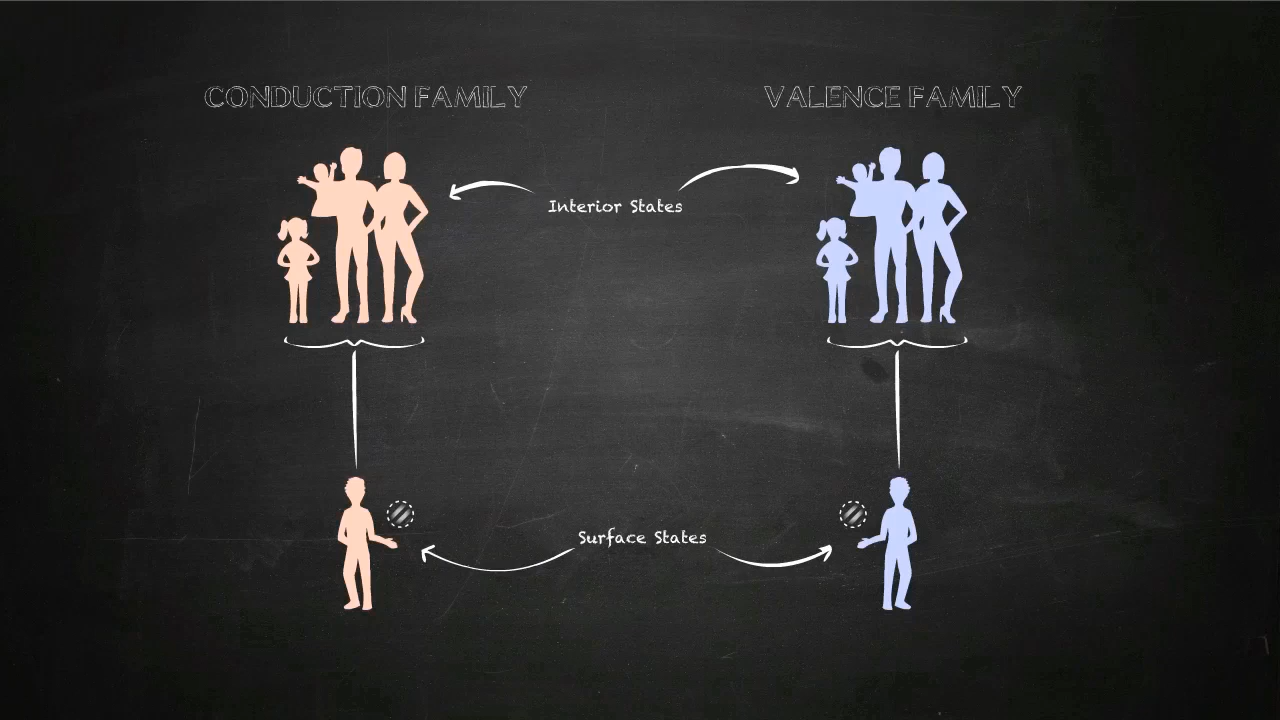 CONDUCTION FAMILY
VALENCE FAMILY
Interior States
Surface States